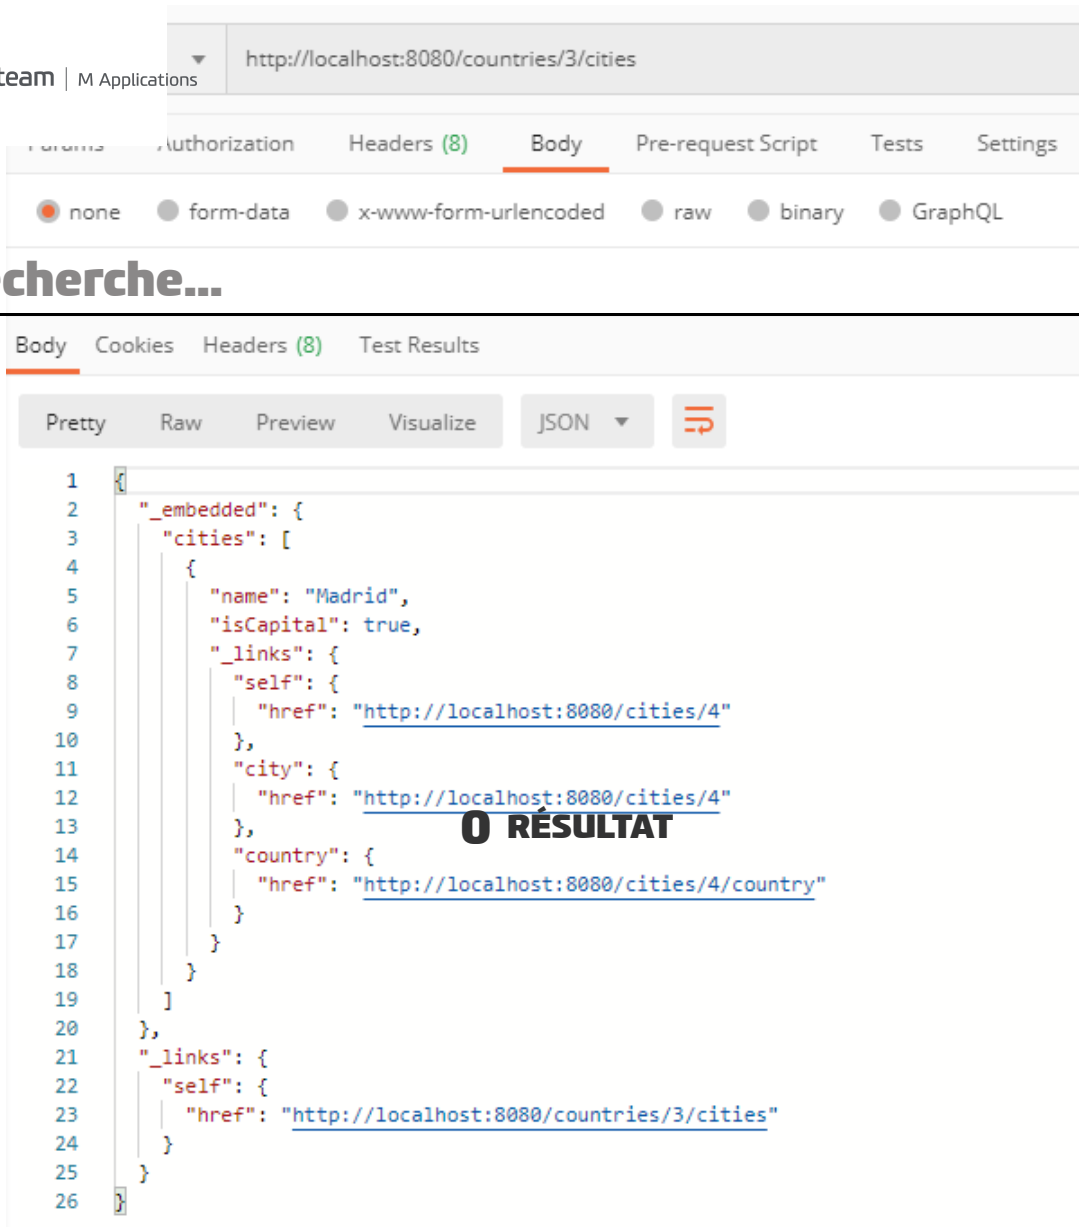 http://localhost:8080/countries/3/cities
team | M Applications
Params Authorization Headers (8) Body Pre-request Script Tests Settings
none form-data x-www-form-urlencoded raw binary GraphQL
cherche...
Body Cookies Headers (8) Test Results
Pretty Raw Preview Visualize JSON
1 {
2 "_embedded": {
3 "cities": [
4 {
5 "name": "Madrid",
6 "isCapital": true,
7 "_links": {
8 "self": {
9 "href": "http://localhost:8080/cities/4"
10 },
11 "city": {
12 "href": "http://localhost:8080/cities/4"
0 RÉSULTAT
13 },
14 "country": {
15 "href": "http://localhost:8080/cities/4/country"
16 }
17 }
18 }
19 ]
20 },
21 "_links": {
22 "self": {
23 "href": "http://localhost:8080/countries/3/cities"
24 }
25 }
26 }